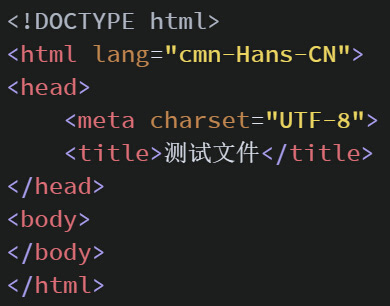 <!DOCTYPE html>
<html lang="cmn-Hans-CN">
<head>
    <meta charset="UTF-8">
    <title>测试文件</title>
</head>
<body>
</body>
</html>